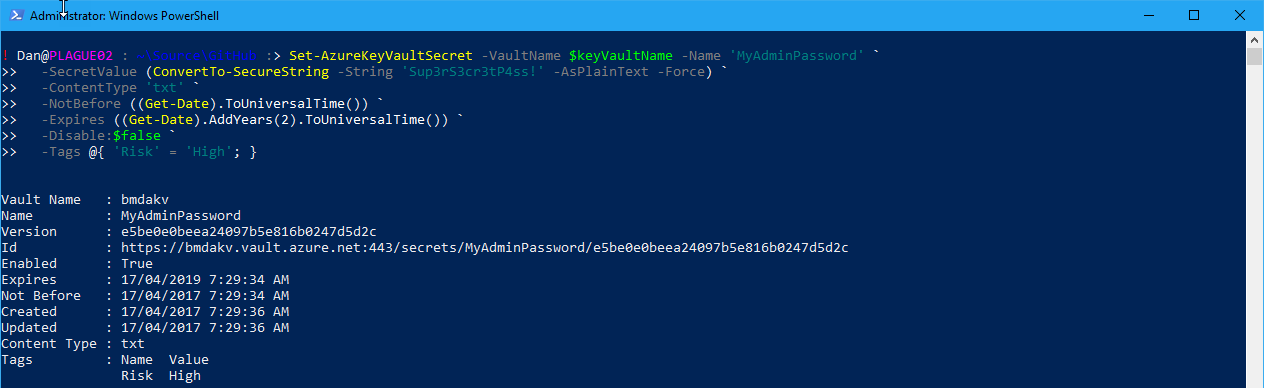 Administrator: Windows PowerShell
! Dan@PLAGUE02 : ~\Source\GitHub :> Set-AzureKeyVaultSecret -VaultName $keyVaultName -Name 'MyAdminPassword' `
>>   -SecretValue (ConvertTo-SecureString -String 'Sup3rS3cr3tP4ss!' -AsPlainText -Force) `
>>   -ContentType 'txt' `
>>   -NotBefore ((Get-Date).ToUniversalTime()) `
>>   -Expires ((Get-Date).AddYears(2).ToUniversalTime()) `
>>   -Disable:$false `
>>   -Tags @{ 'Risk' = 'High'; }
Vault Name   : bmdakv
Name         : MyAdminPassword
Version      : e5be0e0beea24097b5e816b0247d5d2c
Id           : https://bmdakv.vault.azure.net:443/secrets/MyAdminPassword/e5be0e0beea24097b5e816b0247d5d2c
Enabled      : True
Expires      : 17/04/2019 7:29:34 AM
Not Before   : 17/04/2017 7:29:34 AM
Created      : 17/04/2017 7:29:36 AM
Updated      : 17/04/2017 7:29:36 AM
Content Type : txt
Tags         : Name  Value
               Risk  High